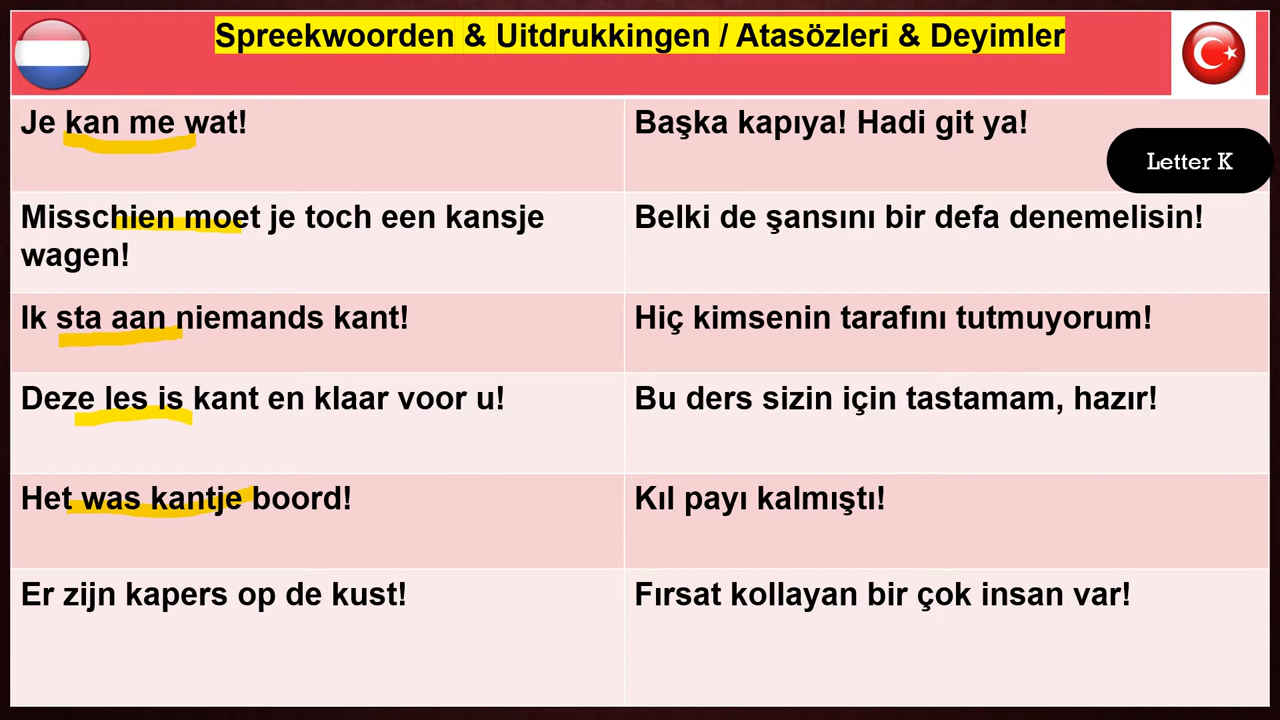 Spreekwoorden & Uitdrukkingen / Atasözleri & Deyimler
Je kan me wat!
Başka kapıya! Hadi git ya!
Letter K
Misschien moet je toch een kansje
wagen!
Belki de şansını bir defa denemelisin!
Ik sta aan niemands kant!
Hiç kimsenin tarafını tutmuyorum!
Deze les is kant en klaar voor u!
Bu ders sizin için tastamam, hazır!
Het was kantje boord!
Kıl payı kalmıştı!
Er zijn kapers op de kust!
Fırsat kollayan bir çok insan var!